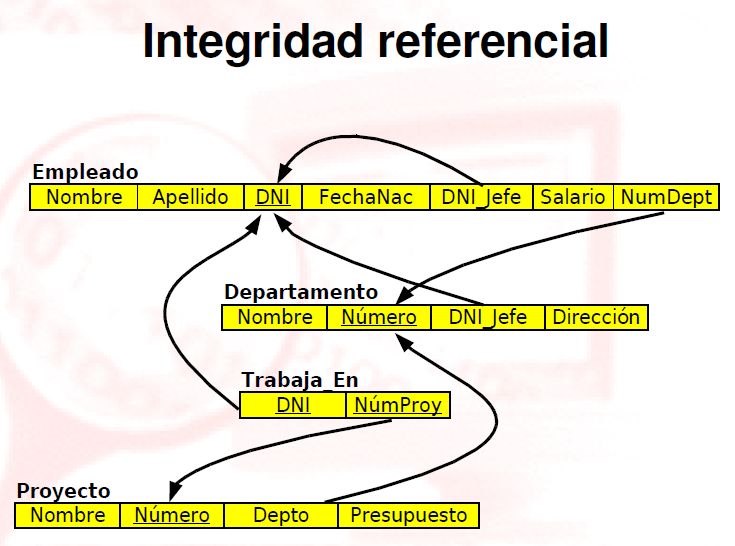 Integridad referencial
Empleado
Nombre Apellido DNI FechaNac DNI_Jefe Salario NumDept
Departamento
Nombre Número DNI_Jefe Dirección
Trabaja_En
DNI NúmProy
Proyecto
Nombre Número Depto Presupuesto